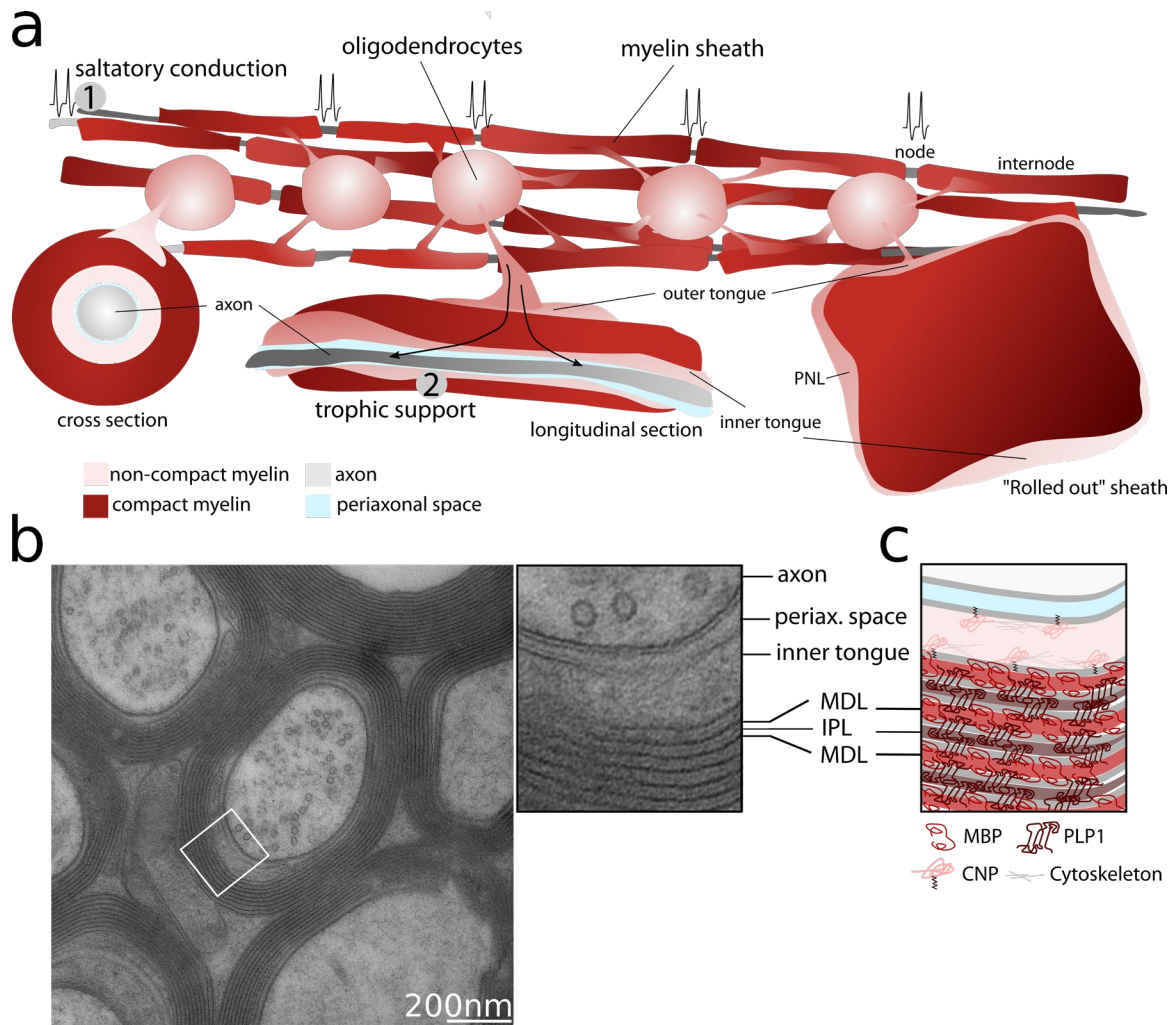 a
oligodendrocytes
myelin sheath
saltatory conduction
1
node
internode
outer tongue
axon
PNL
2
trophic support
cross section
longitudinal section
inner tongue
non-compact myelin
axon
"Rolled out" sheath
compact myelin
periaxonal space
b
c
axon
periax. space
inner tongue
MDL
IPL
MDL
MBP
PLP1
CNP
Cytoskeleton
200nm